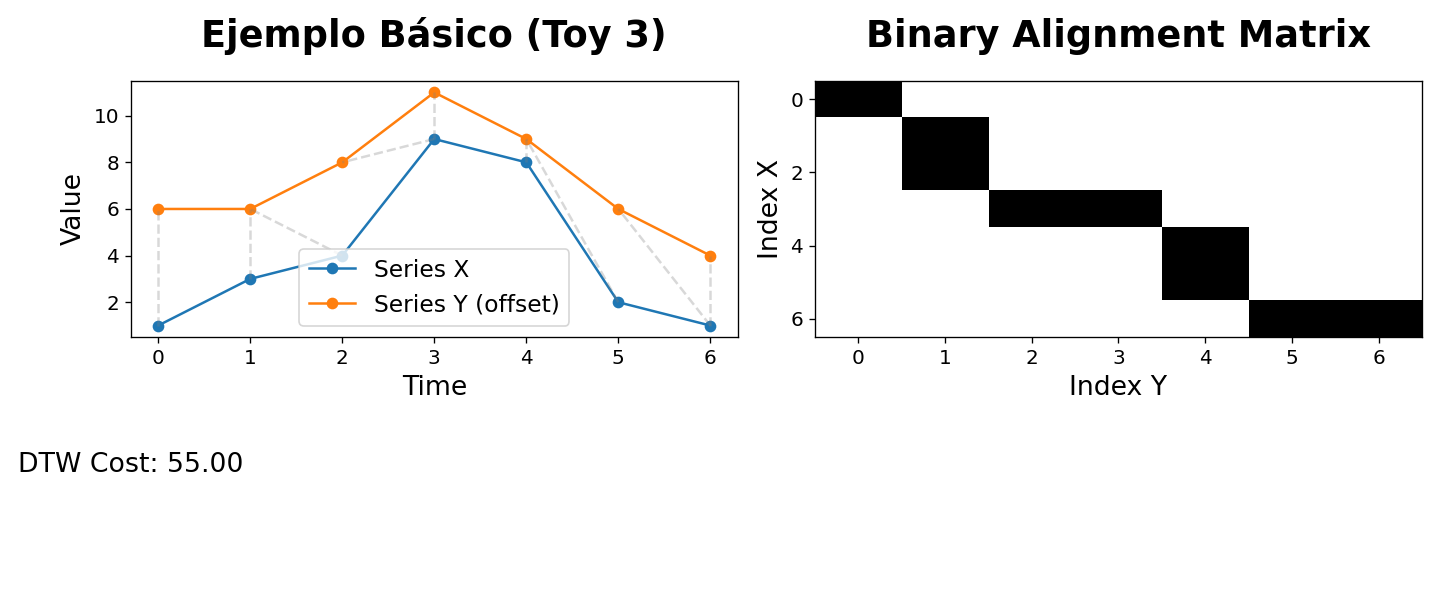 Ejemplo Básico (Toy 3)
Value
10
8
6
4
2
Series X
Series Y (offset)
0 1 2 3 4 5 6
Time
Binary Alignment Matrix
Index X
0
2
4
6
0 1 2 3 4 5 6
Index Y
DTW Cost: 55.00